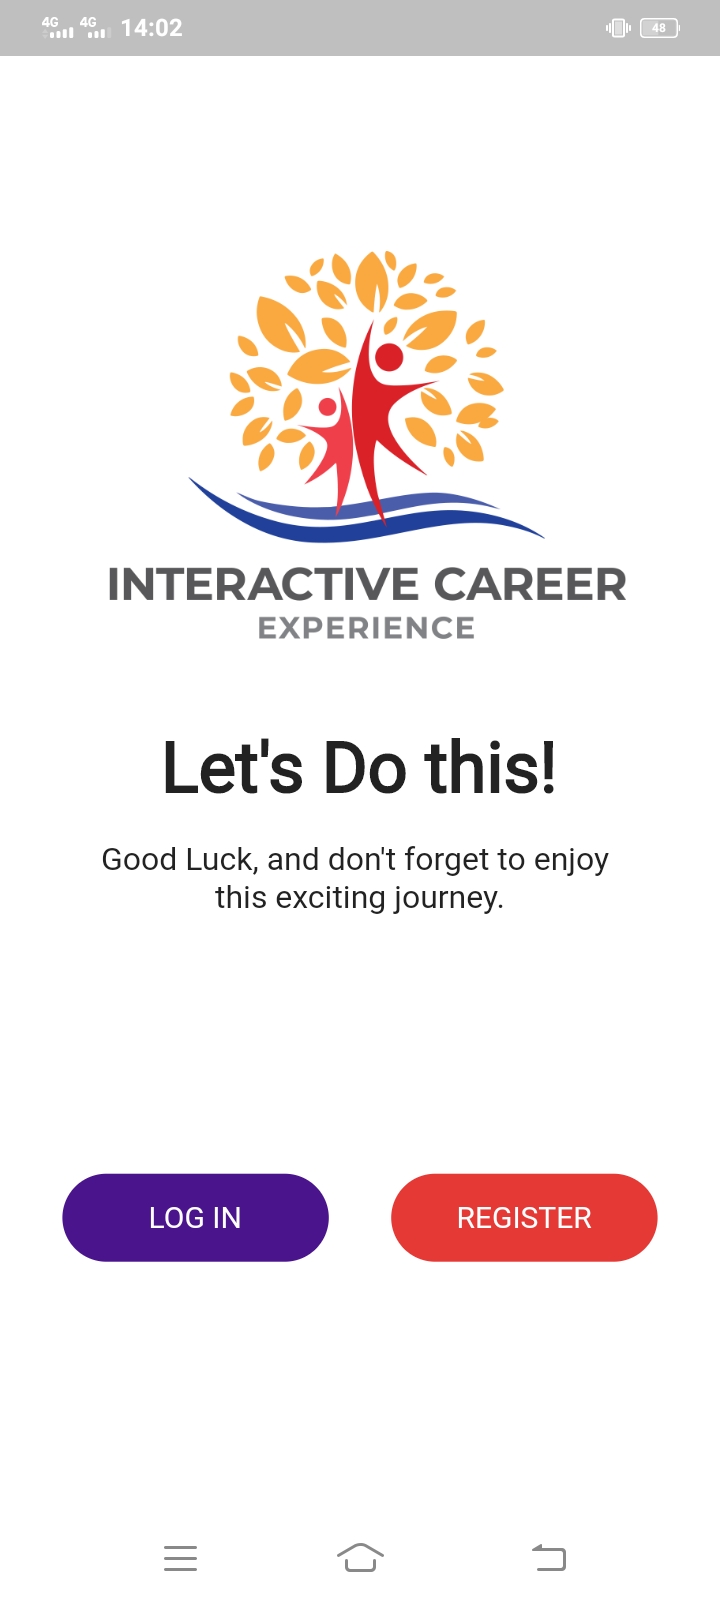 4G 4G 14:02 48
INTERACTIVE CAREER
EXPERIENCE
Let's Do this!
Good Luck, and don't forget to enjoy
this exciting journey.
LOG IN REGISTER